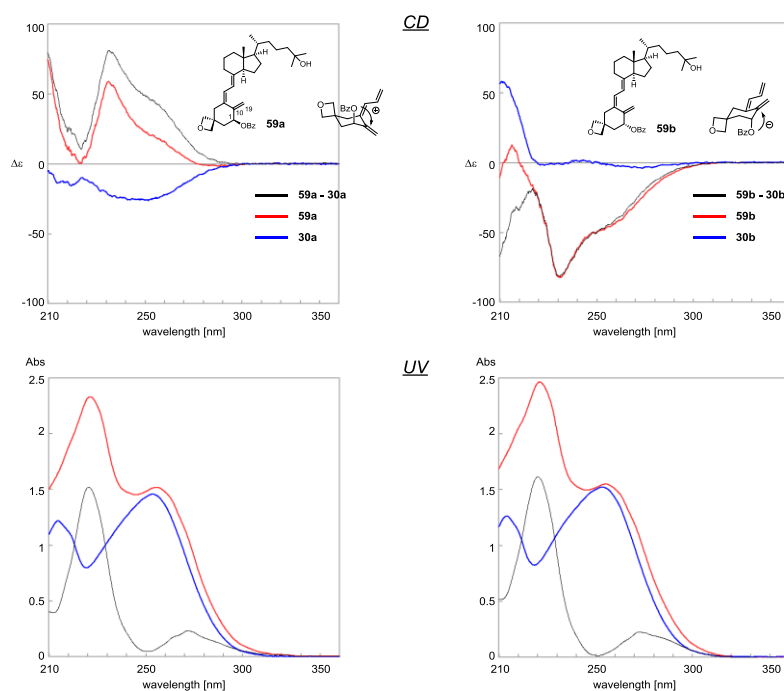 CD
100
50
Δε 0
-50
-100
210
250
300
350
wavelength [nm]
OH
H
H
19
10
1
OBz
O
59a
BzO
⊕
O
59a - 30a
59a
30a
100
50
Δε 0
-50
-100
210
250
300
350
wavelength [nm]
OH
H
H
OBz
O
59b
O
BzO
⊖
59b - 30b
59b
30b
UV
Abs
2.5
2
1.5
1
0.5
0
210
250
300
350
wavelength [nm]
Abs
2.5
2
1.5
1
0.5
0
210
250
300
350
wavelength [nm]